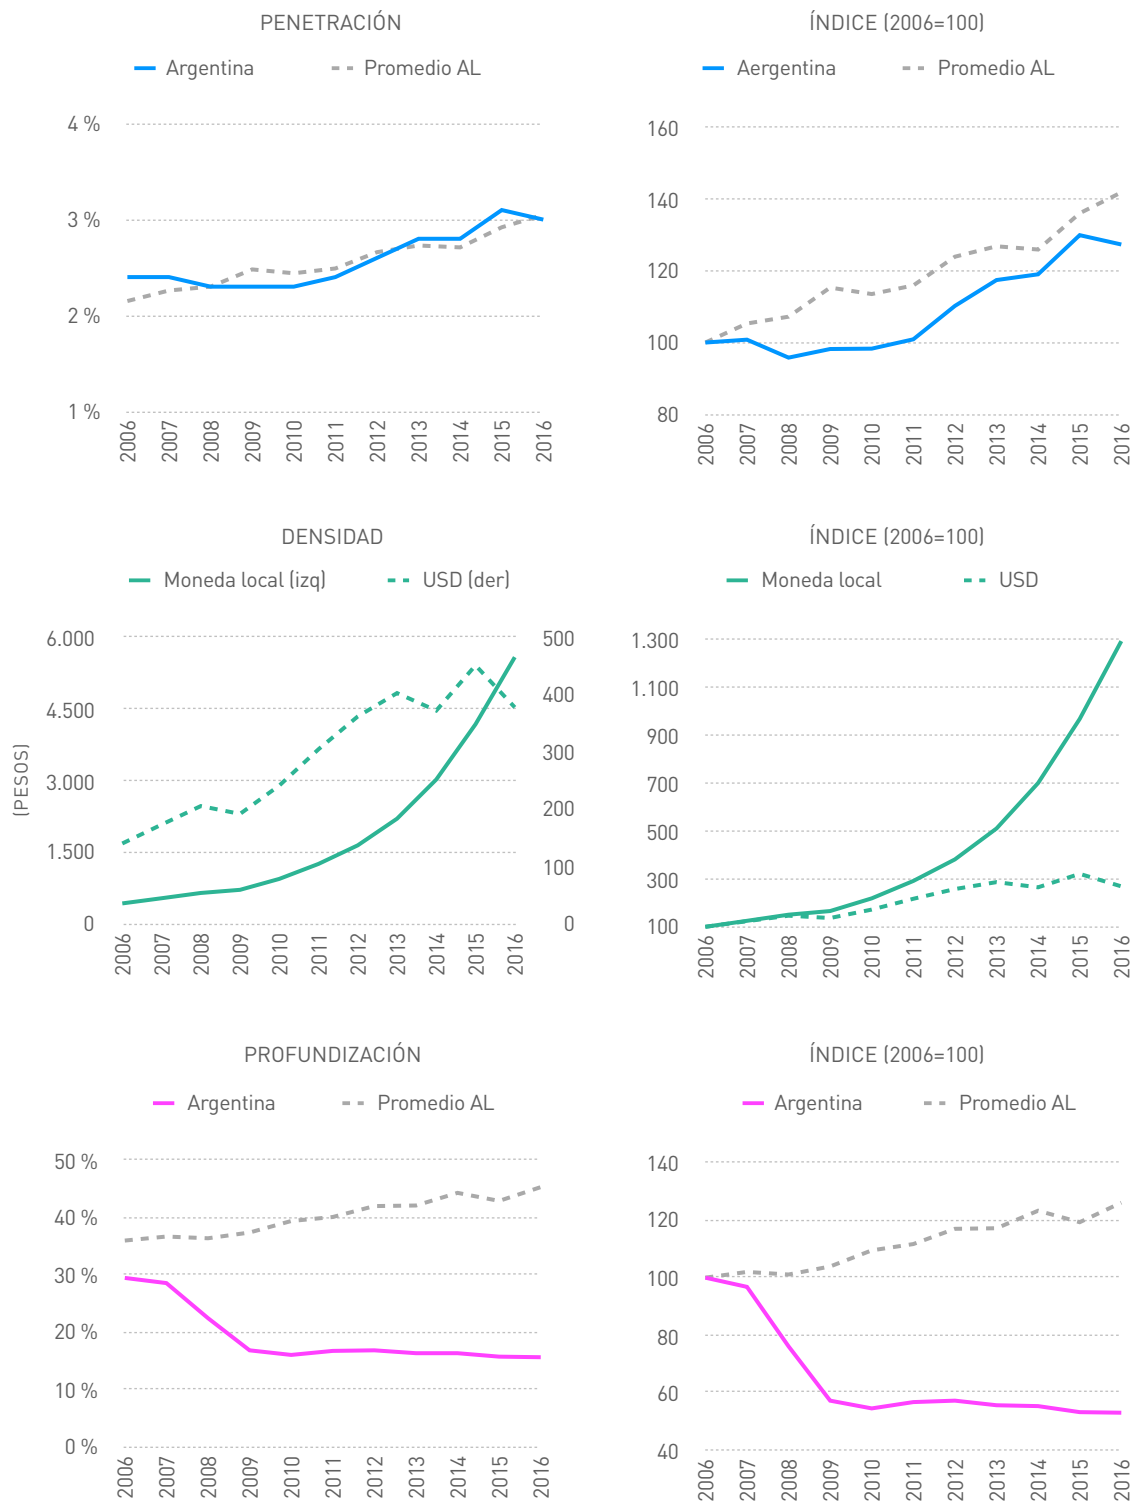 PENETRACIÓN
Argentina Promedio AL
4 %
3 %
2 %
1 %
2006 2007 2008 2009 2010 2011 2012 2013 2014 2015 2016
ÍNDICE (2006=100)
Aergentina Promedio AL
160
140
120
100
80
2006 2007 2008 2009 2010 2011 2012 2013 2014 2015 2016
DENSIDAD
Moneda local (izq) USD (der)
(PESOS)
6.000 500
4.500 400
3.000 300
1.500 200
0 100
0
2006 2007 2008 2009 2010 2011 2012 2013 2014 2015 2016
ÍNDICE (2006=100)
Moneda local USD
1.300
1.100
900
700
500
300
100
2006 2007 2008 2009 2010 2011 2012 2013 2014 2015 2016
PROFUNDIZACIÓN
Argentina Promedio AL
50 %
40 %
30 %
20 %
10 %
0 %
2006 2007 2008 2009 2010 2011 2012 2013 2014 2015 2016
ÍNDICE (2006=100)
Argentina Promedio AL
140
120
100
80
60
40
2006 2007 2008 2009 2010 2011 2012 2013 2014 2015 2016